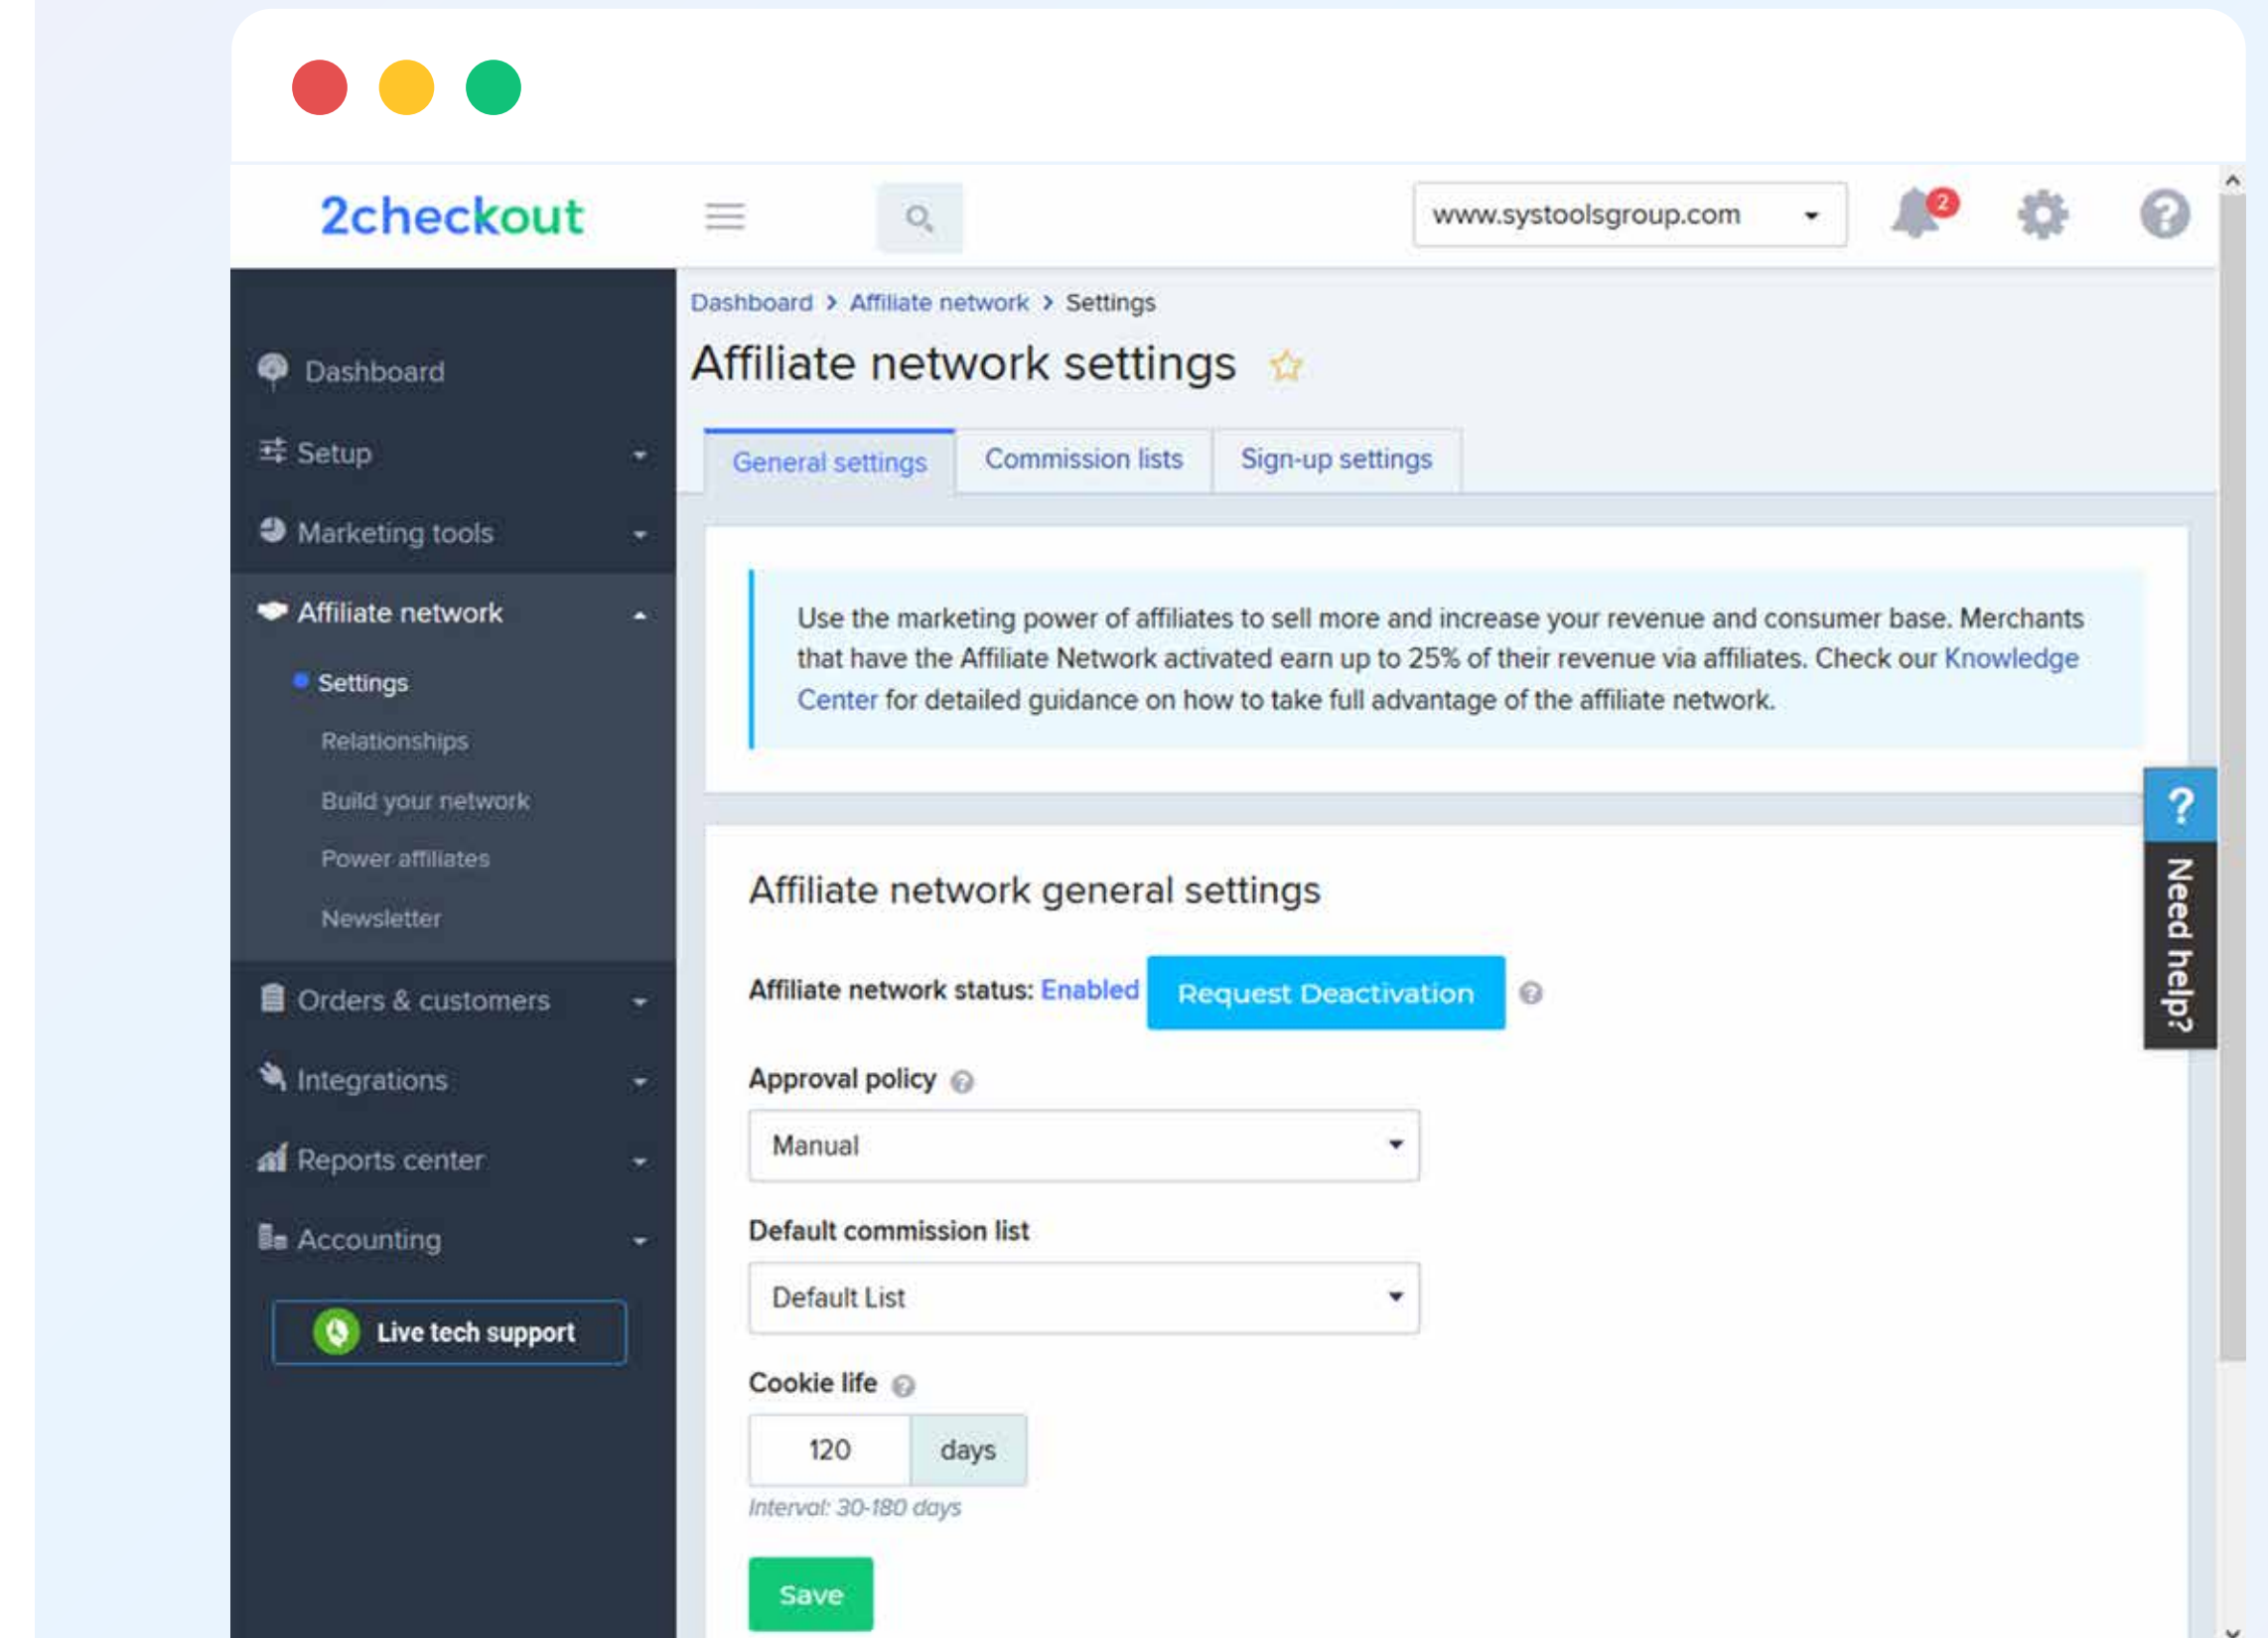 2checkout
www.systoolsgroup.com
2
Dashboard > Affiliate network > Settings
Affiliate network settings
Dashboard
Setup
Marketing tools
Affiliate network
Settings
Relationships
Build your network
Power affiliates
Newsletter
Orders & customers
Integrations
Reports center
Accounting
Live tech support
General settings
Commission lists
Sign-up settings
Use the marketing power of affiliates to sell more and increase your revenue and consumer base. Merchants
that have the Affiliate Network activated earn up to 25% of their revenue via affiliates. Check our Knowledge
Center for detailed guidance on how to take full advantage of the affiliate network.
Affiliate network general settings
Affiliate network status: Enabled Request Deactivation
Approval policy
Manual
Default commission list
Default List
Cookie life
120 days
Interval: 30-180 days
Save
? Need help?